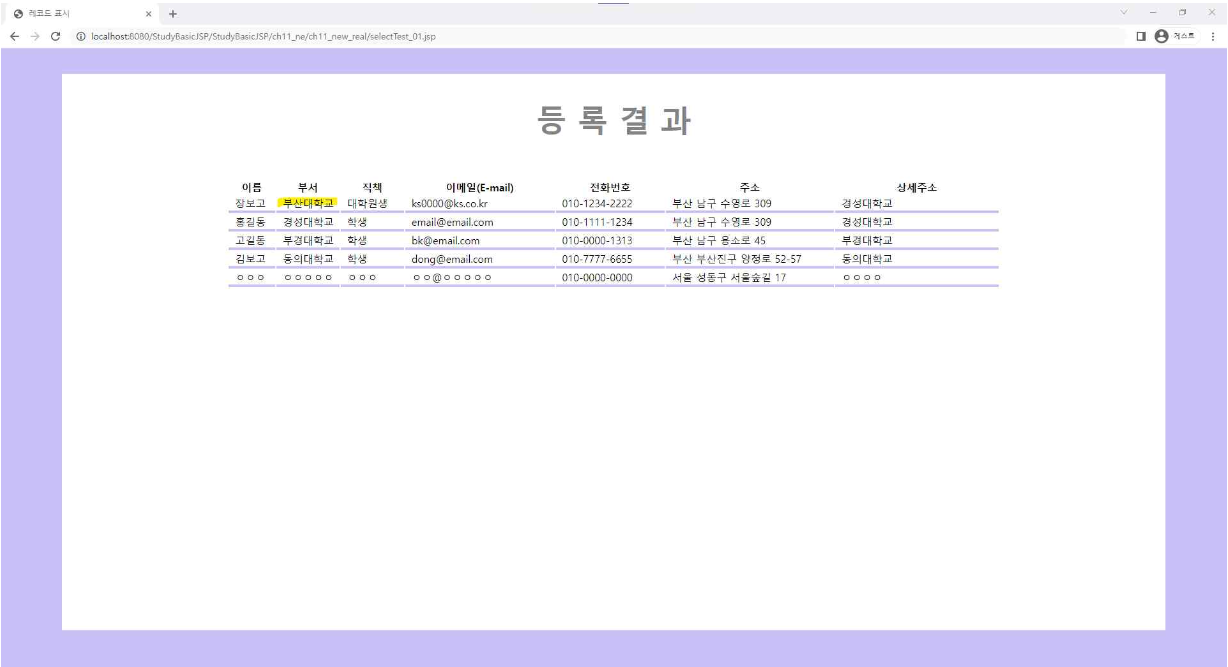 레코드 표시
localhost:8080/StudyBasicJSP/StudyBasicJSP/ch11_ne/ch11_new_real/selectTest_01.jsp 게스트
등 록 결 과
이름 부서 직책 이메일(E-mail) 전화번호 주소 상세주소
장보고 부산대학교 대학원생 ks0000@ks.co.kr 010-1234-2222 부산 남구 수영로 309 경성대학교
홍길동 경성대학교 학생 email@email.com 010-1111-1234 부산 남구 수영로 309 경성대학교
고길동 부경대학교 학생 bk@email.com 010-0000-1313 부산 남구 용소로 45 부경대학교
김보고 동의대학교 학생 dong@email.com 010-7777-6655 부산 부산진구 양정로 52-57 동의대학교
ㅇㅇㅇ ㅇㅇㅇㅇㅇ ㅇㅇㅇ ㅇㅇ@ㅇㅇㅇㅇㅇ 010-0000-0000 서울 성동구 서울숲길 17 ㅇㅇㅇㅇ